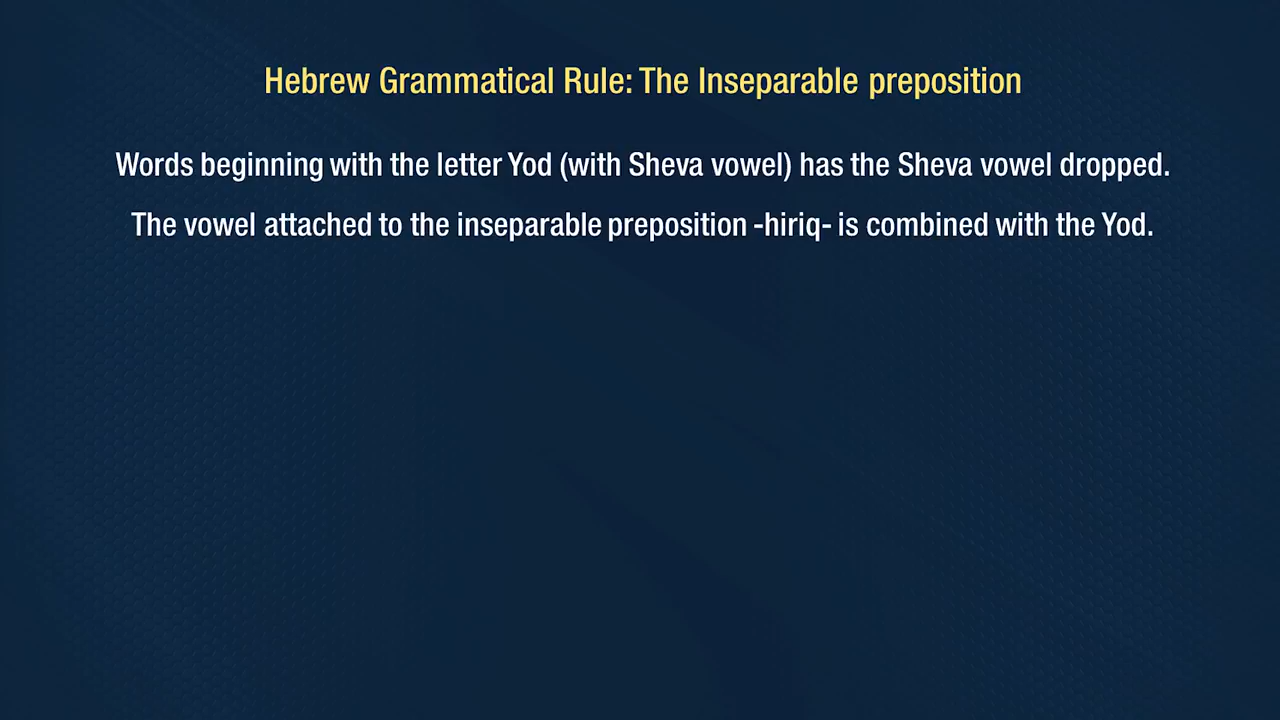 Hebrew Grammatical Rule: The Inseparable preposition
Words beginning with the letter Yod (with Sheva vowel) has the Sheva vowel dropped.
The vowel attached to the inseparable preposition -hiriq- is combined with the Yod.